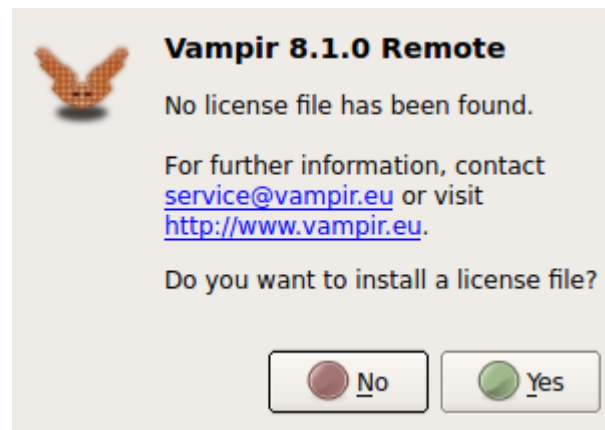 Vampir 8.1.0 Remote
No license file has been found.
For further information, contact
service@vampir.eu or visit
http://www.vampir.eu.
Do you want to install a license file?
No
Yes